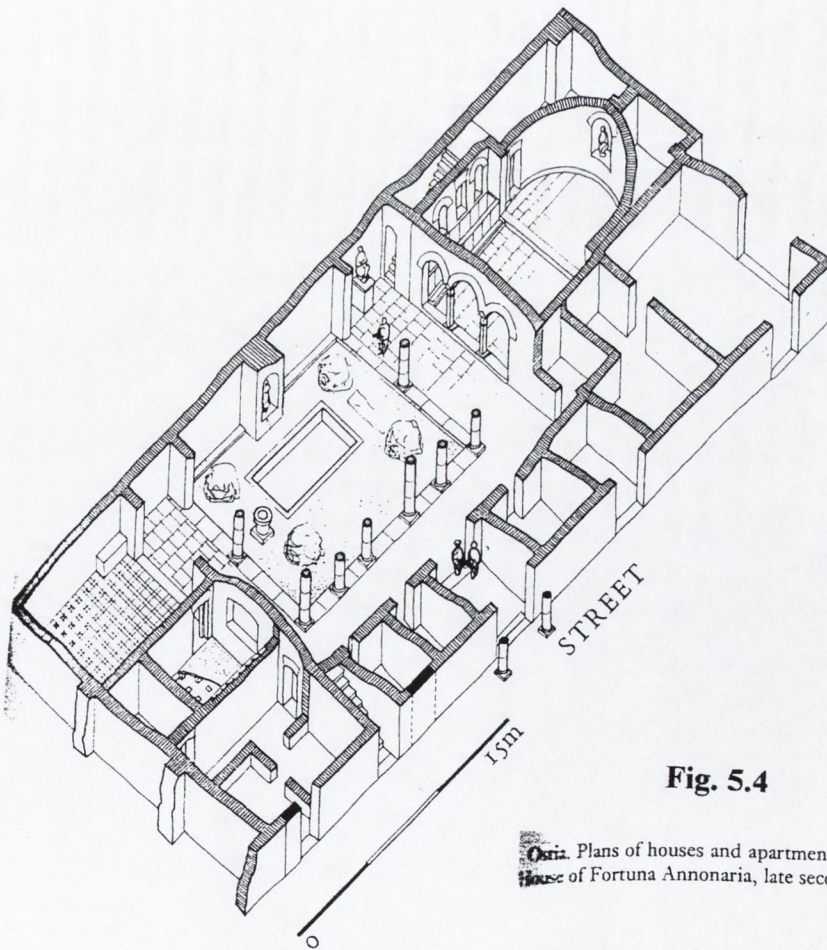 STREET
15m
0
Fig. 5.4
Plans of houses and apartmen
of Fortuna Annonaria, late seco